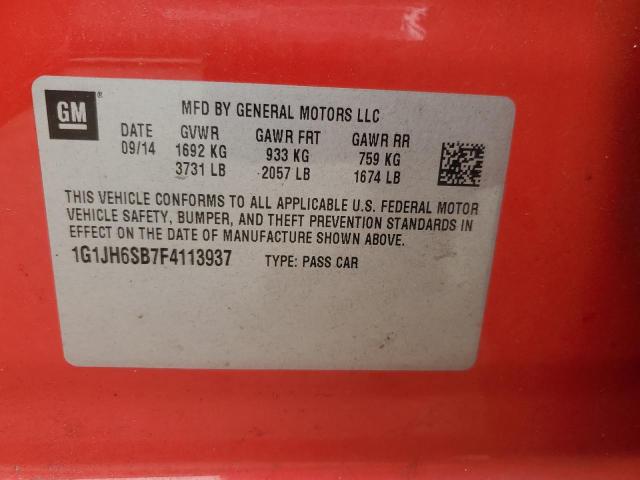 GM ® MFD BY GENERAL MOTORS LLC
DATE GVWR GAWR FRT GAWR RR
09/14 1692 KG 933 KG 759 KG
3731 LB 2057 LB 1674 LB
THIS VEHICLE CONFORMS TO ALL APPLICABLE U.S. FEDERAL MOTOR
VEHICLE SAFETY, BUMPER, AND THEFT PREVENTION STANDARDS IN
EFFECT ON THE DATE OF MANUFACTURE SHOWN ABOVE.
1G1JH6SB7F4113937 TYPE: PASS CAR